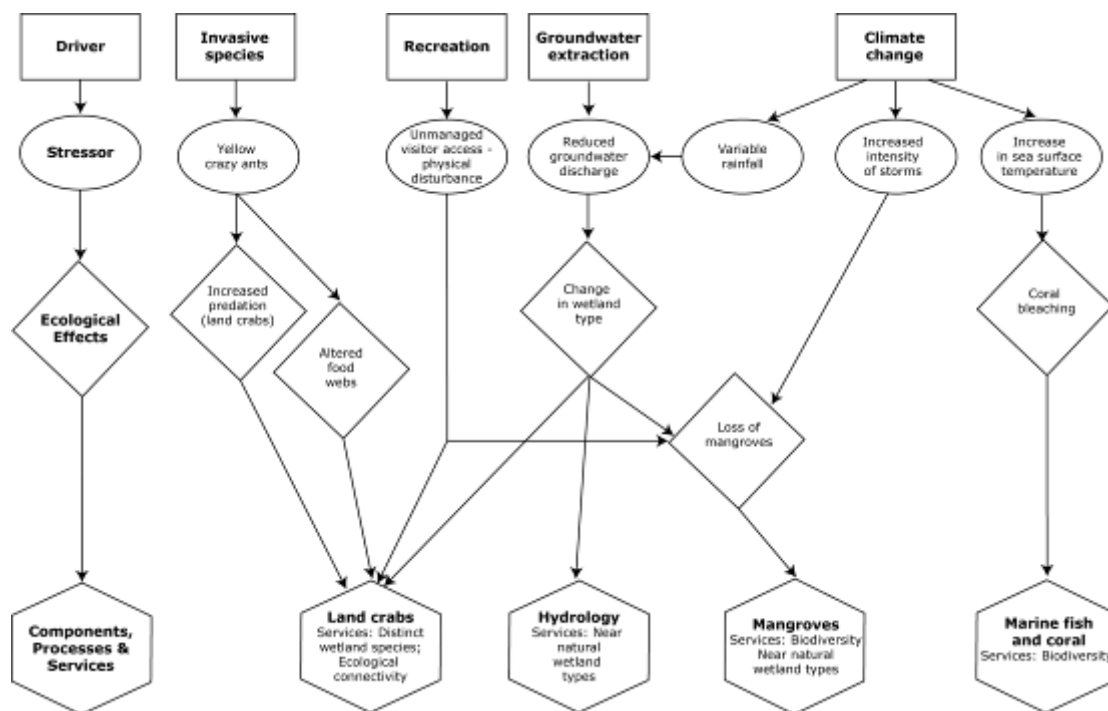 Driver
Invasive
species
Recreation
Groundwater
extraction
Climate
change
Stressor
Yellow
crazy ants
Unmanaged
visitor access -
physical
disturbance
Reduced
groundwater
discharge
Variable
rainfall
Increased
intensity
of storms
Increase
in sea surface
temperature
Ecological
Effects
Increased
predation
(land crabs)
Altered
food
webs
Change
in wetland
type
Loss of
mangroves
Coral
bleaching
Components,
Processes &
Services
Land crabs
Services: Distinct
wetland species;
Ecological
connectivity
Hydrology
Services: Near
natural
wetland
types
Mangroves
Services: Biodiversity
Near natural
wetland types
Marine fish
and coral
Services: Biodiversity